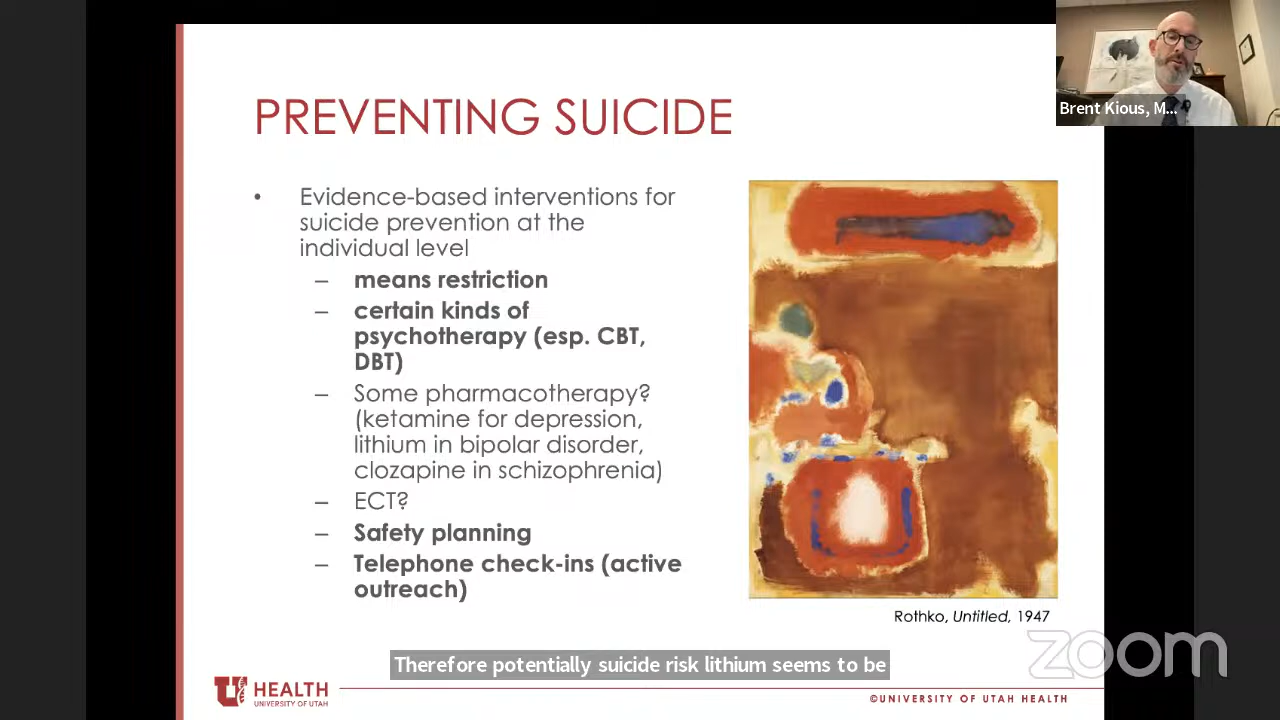 PREVENTING SUICIDE
Brent Kious, M...
• Evidence-based interventions for
suicide prevention at the
individual level
– means restriction
– certain kinds of
psychotherapy (esp. CBT,
DBT)
– Some pharmacotherapy?
(ketamine for depression,
lithium in bipolar disorder,
clozapine in schizophrenia)
– ECT?
– Safety planning
– Telephone check-ins (active
outreach)
Rothko, Untitled, 1947
zoom
Therefore potentially suicide risk lithium seems to be
U HEALTH
UNIVERSITY OF UTAH
©UNIVERSITY OF UTAH HEALTH